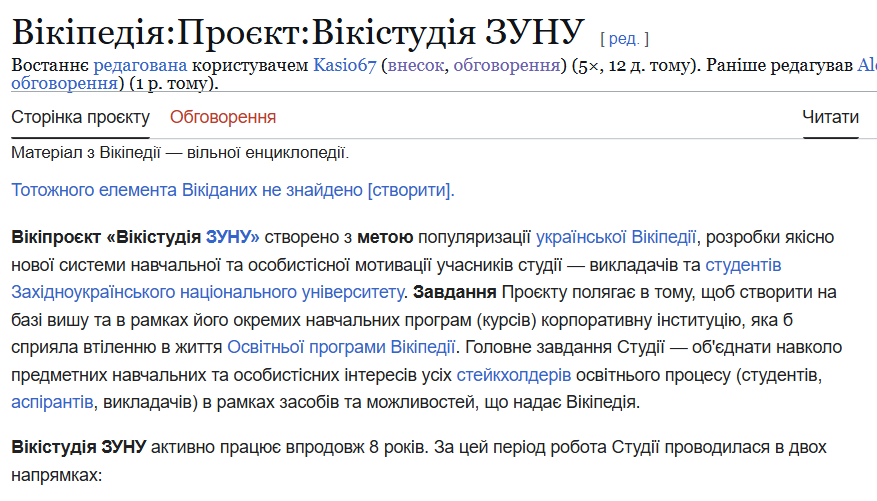 Вікіпедія:Проєкт:Вікістудія ЗУНУ [ ред. ]
Востаннє редагована користувачем Kasio67 (внесок, обговорення) (5×, 12 д. тому). Раніше редагував
обговорення) (1 р. тому).
Сторінка проєкту Обговорення Читати
Матеріал з Вікіпедії — вільної енциклопедії.
Тотожного елемента Вікіданих не знайдено [створити].
Вікіпроєкт «Вікістудія ЗУНУ» створено з метою популяризації української Вікіпедії, розробки якісно
нової системи навчальної та особистісної мотивації учасників студії — викладачів та студентів
Західноукраїнського національного університету. Завдання Проєкту полягає в тому, щоб створити на
базі вишу та в рамках його окремих навчальних програм (курсів) корпоративну інституцію, яка б
сприяла втіленню в життя Освітньої програми Вікіпедії. Головне завдання Студії — об'єднати навколо
предметних навчальних та особистісних інтересів усіх стейкхолдерів освітнього процесу (студентів,
аспірантів, викладачів) в рамках засобів та можливостей, що надає Вікіпедія.
Вікістудія ЗУНУ активно працює впродовж 8 років. За цей період робота Студії проводилася в двох
напрямках: